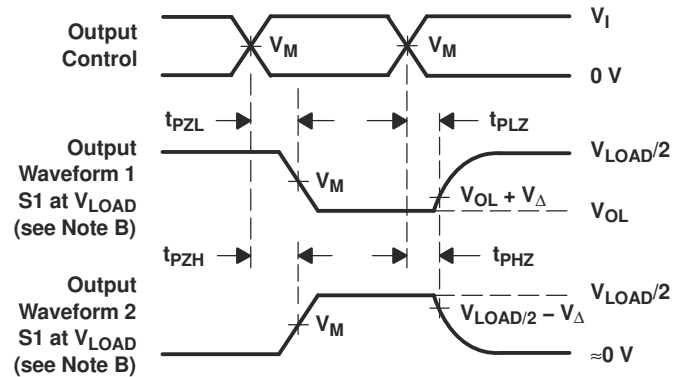 Output
Control
V_M
V_M
V_I
0 V
t_PZL
t_PLZ
Output
Waveform 1
S1 at V_LOAD
(see Note B)
V_M
V_OL + V_Δ
V_LOAD/2
V_OL
t_PZH
t_PHZ
Output
Waveform 2
S1 at V_LOAD
(see Note B)
V_M
V_LOAD/2 − V_Δ
V_LOAD/2
≈0 V